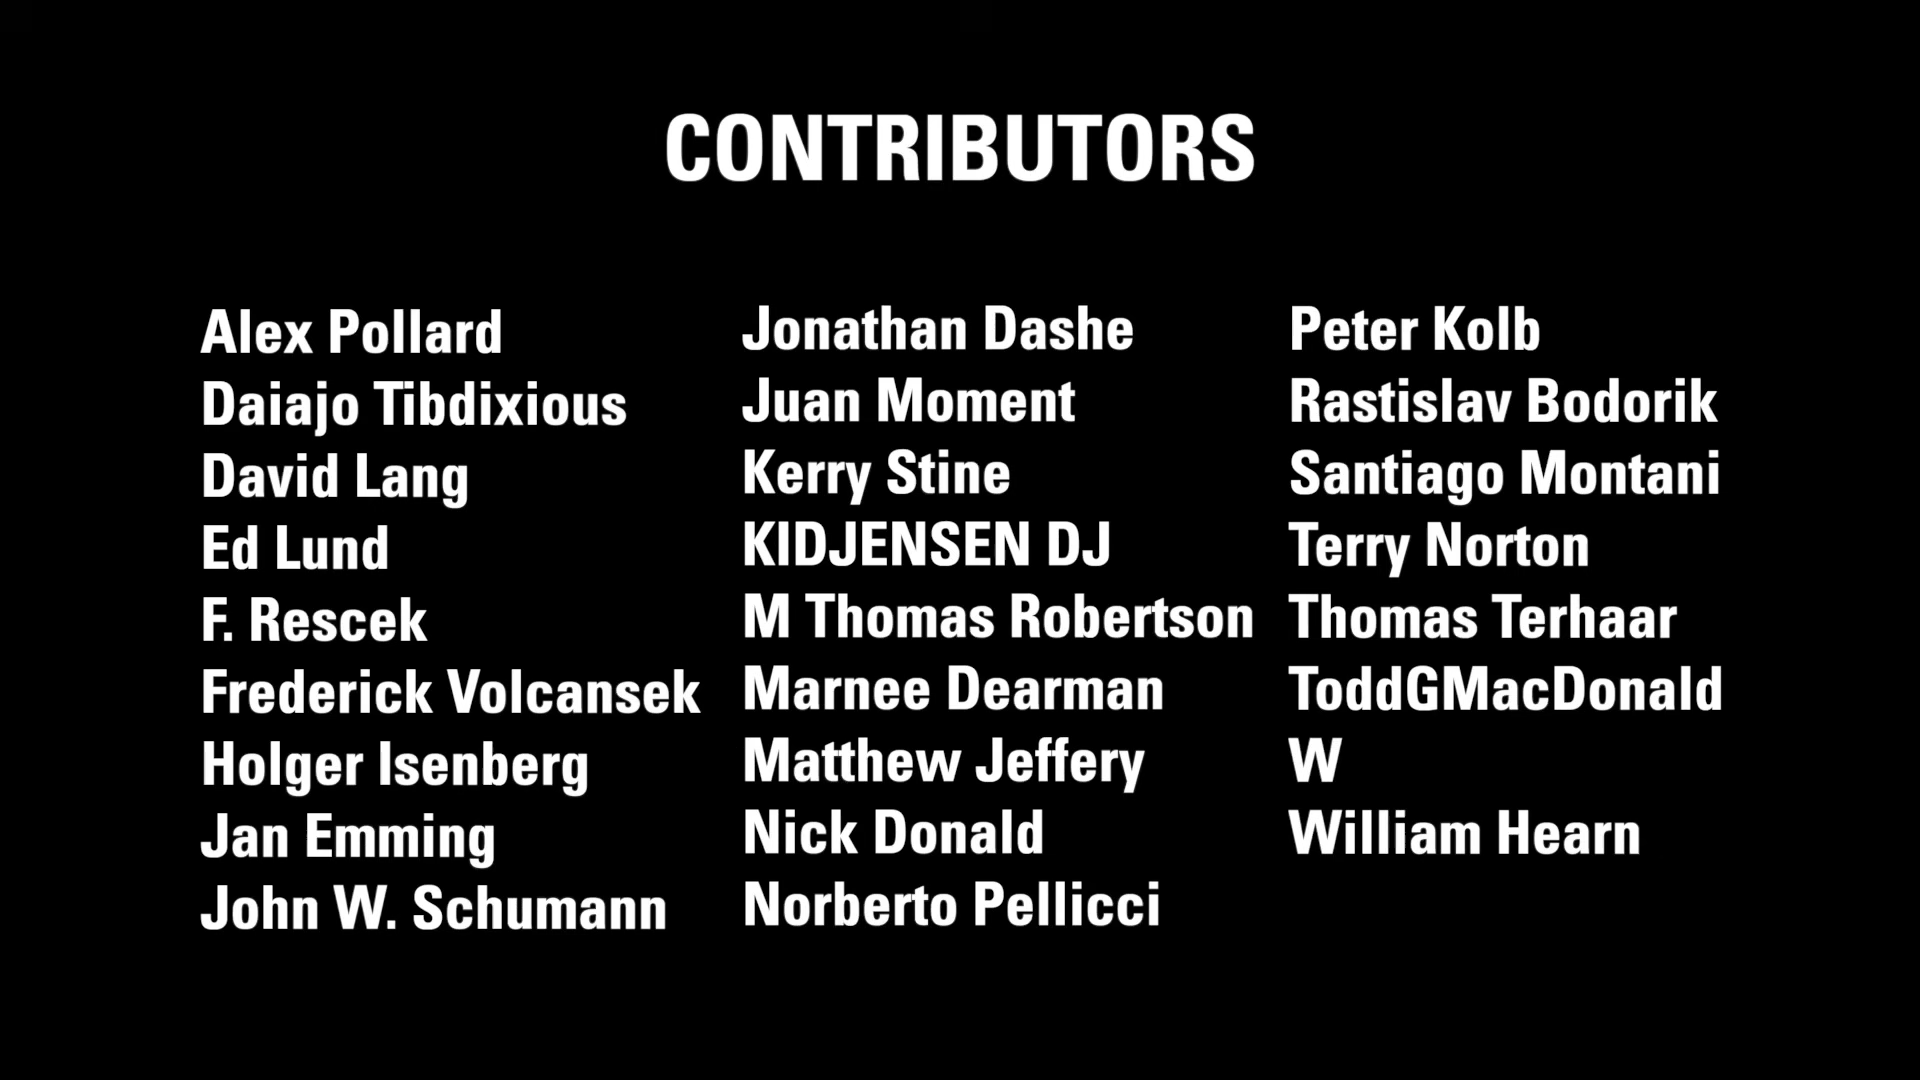 CONTRIBUTORS
Alex Pollard
Daiajo Tibdixious
David Lang
Ed Lund
F. Rescek
Frederick Volcansek
Holger Isenberg
Jan Emming
John W. Schumann
Jonathan Dashe
Juan Moment
Kerry Stine
KIDJENSEN DJ
M Thomas Robertson
Marnee Dearman
Matthew Jeffery
Nick Donald
Norberto Pellicci
Peter Kolb
Rastislav Bodorik
Santiago Montani
Terry Norton
Thomas Terhaar
ToddGMacDonald
W
William Hearn